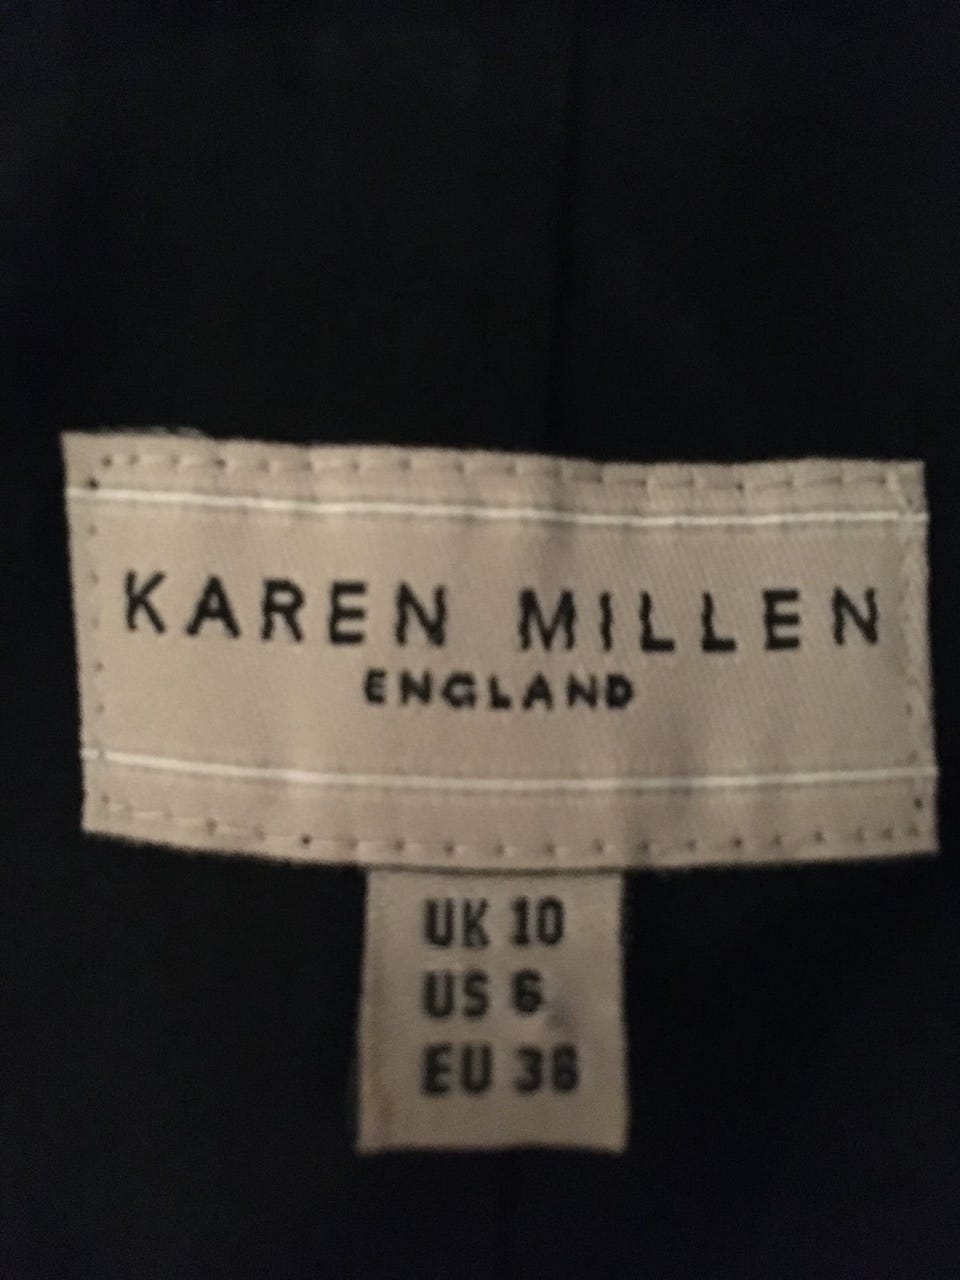 KAREN MILLEN
ENGLAND
UK 10
US 6
EU 38